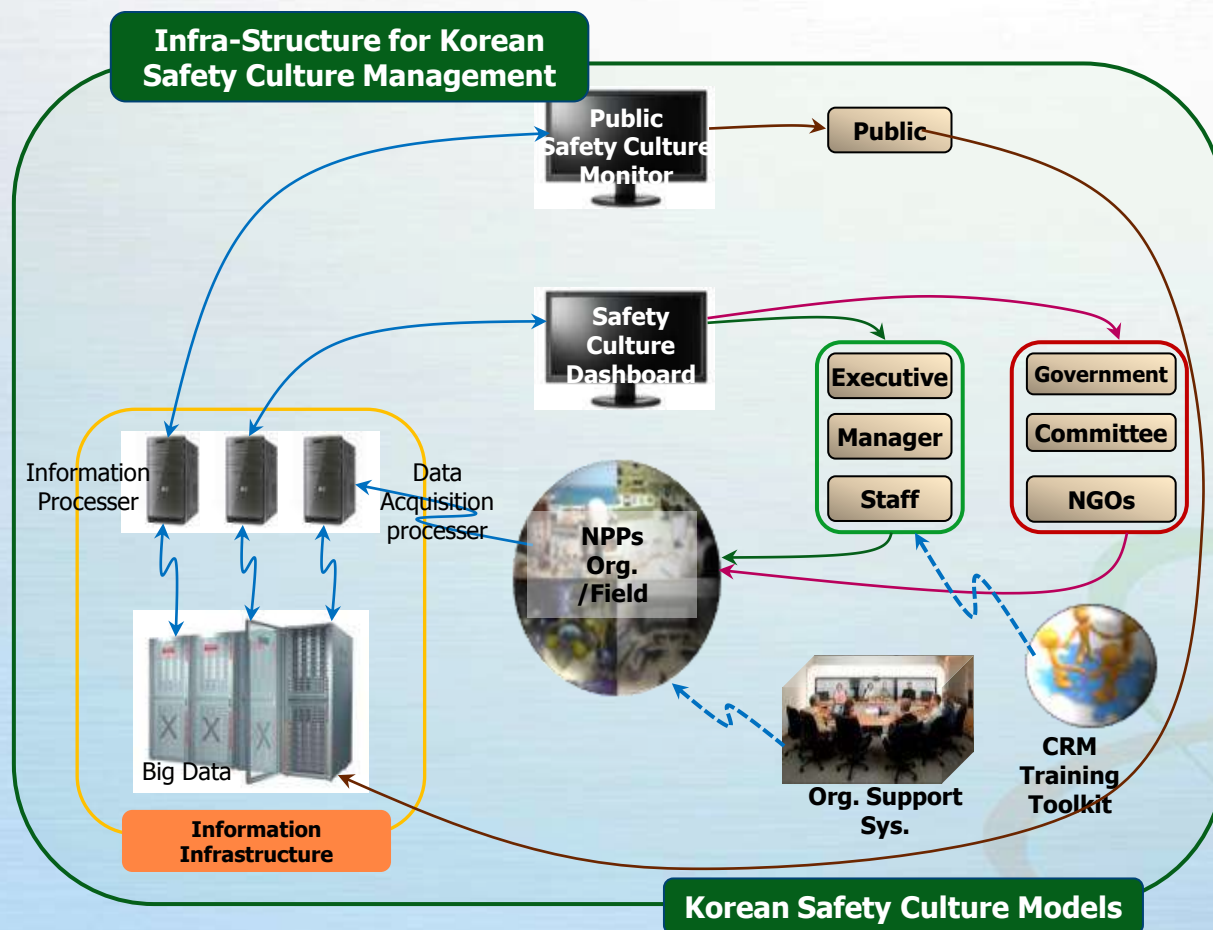 Infra-Structure for Korean
Safety Culture Management
Public
Safety Culture
Monitor
Public
Safety
Culture
Dashboard
Executive
Manager
Staff
Government
Committee
NGOs
Information
Processer
Data
Acquisition
processer
NPPs
Org.
/Field
Big Data
Information
Infrastructure
Org. Support
Sys.
CRM
Training
Toolkit
Korean Safety Culture Models